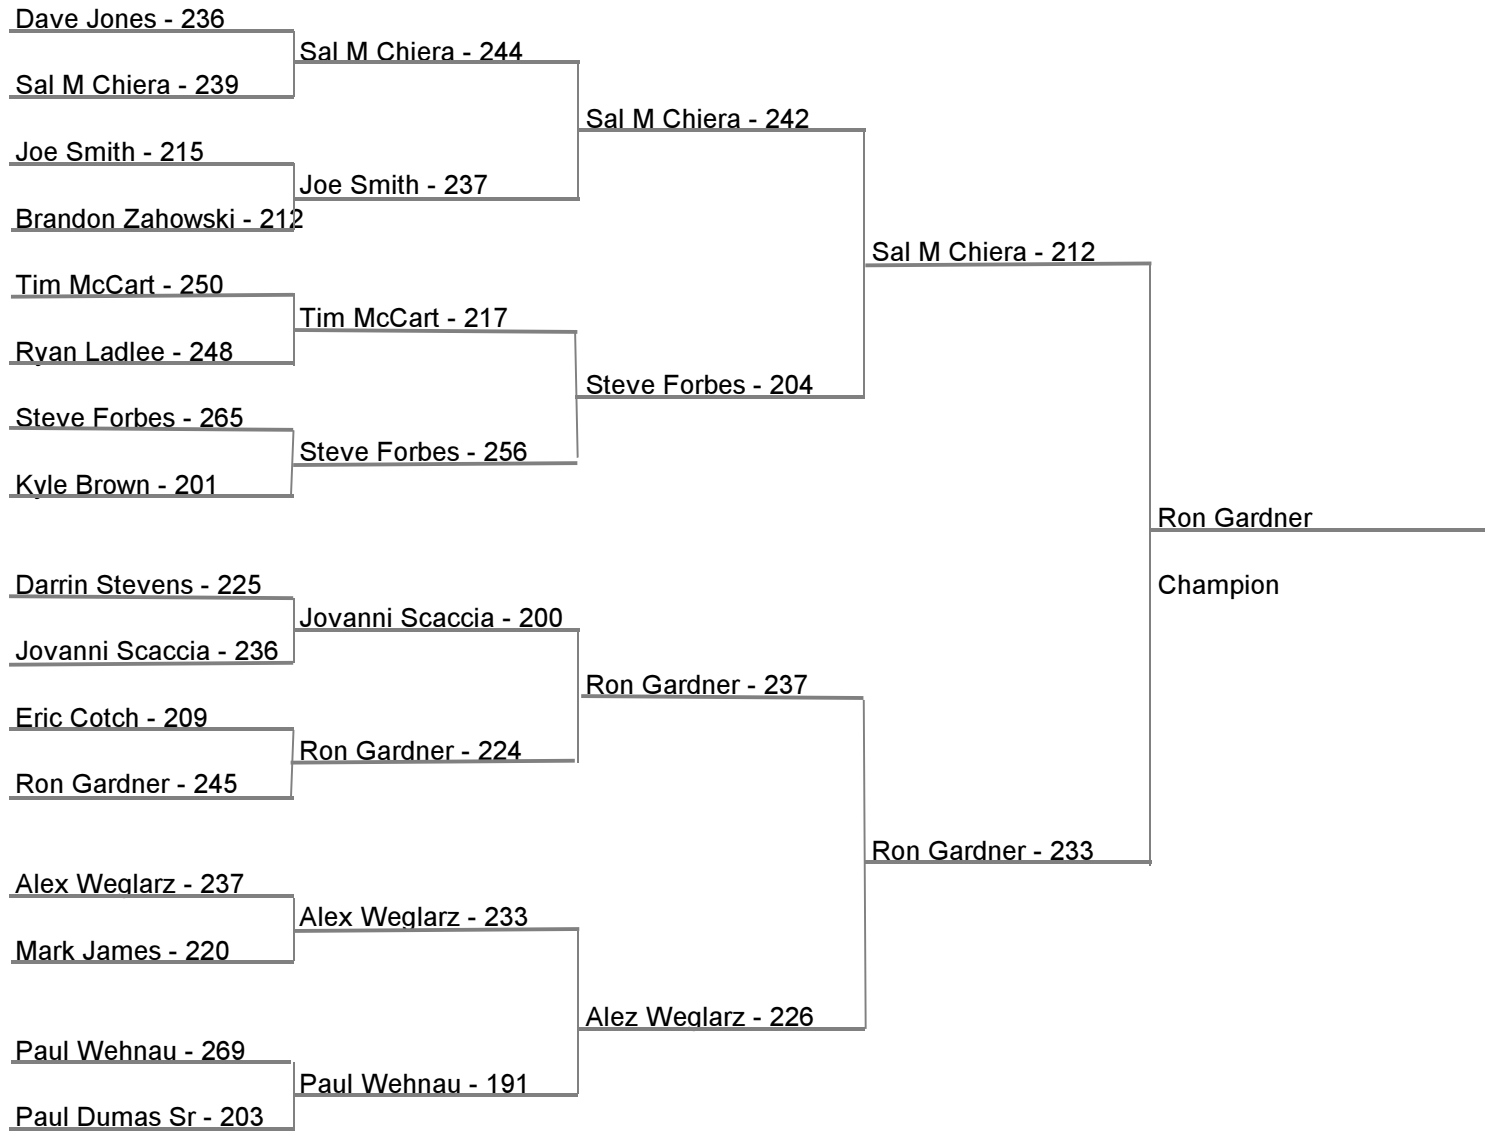 Dave Jones - 236
Sal M Chiera - 244
Sal M Chiera - 239
Sal M Chiera - 242
Joe Smith - 215
Joe Smith - 237
Brandon Zahowski - 212
Sal M Chiera - 212
Tim McCart - 250
Tim McCart - 217
Ryan Ladlee - 248
Steve Forbes - 204
Steve Forbes - 265
Steve Forbes - 256
Kyle Brown - 201
Ron Gardner
Darrin Stevens - 225
Champion
Jovanni Scaccia - 200
Jovanni Scaccia - 236
Ron Gardner - 237
Eric Cotch - 209
Ron Gardner - 224
Ron Gardner - 245
Ron Gardner - 233
Alex Weglarz - 237
Alex Weglarz - 233
Mark James - 220
Alez Weglarz - 226
Paul Wehnau - 269
Paul Wehnau - 191
Paul Dumas Sr - 203